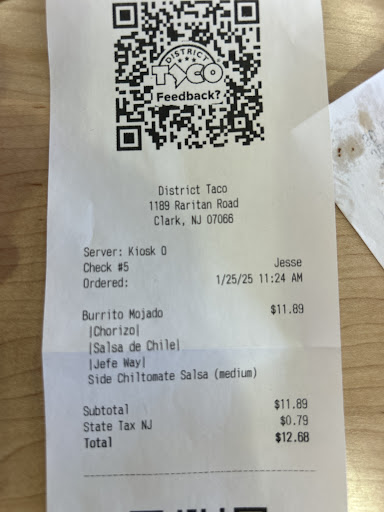 DISTRICT
TACO
Feedback?
District Taco
1189 Raritan Road
Clark, NJ 07066
Server: Kiosk 0
Check #5 Jesse
Ordered: 1/25/25 11:24 AM
Burrito Mojado $11.89
|Chorizo|
|Salsa de Chile|
|Jefe Way|
Side Chiltomate Salsa (medium)
Subtotal $11.89
State Tax NJ $0.79
Total $12.68